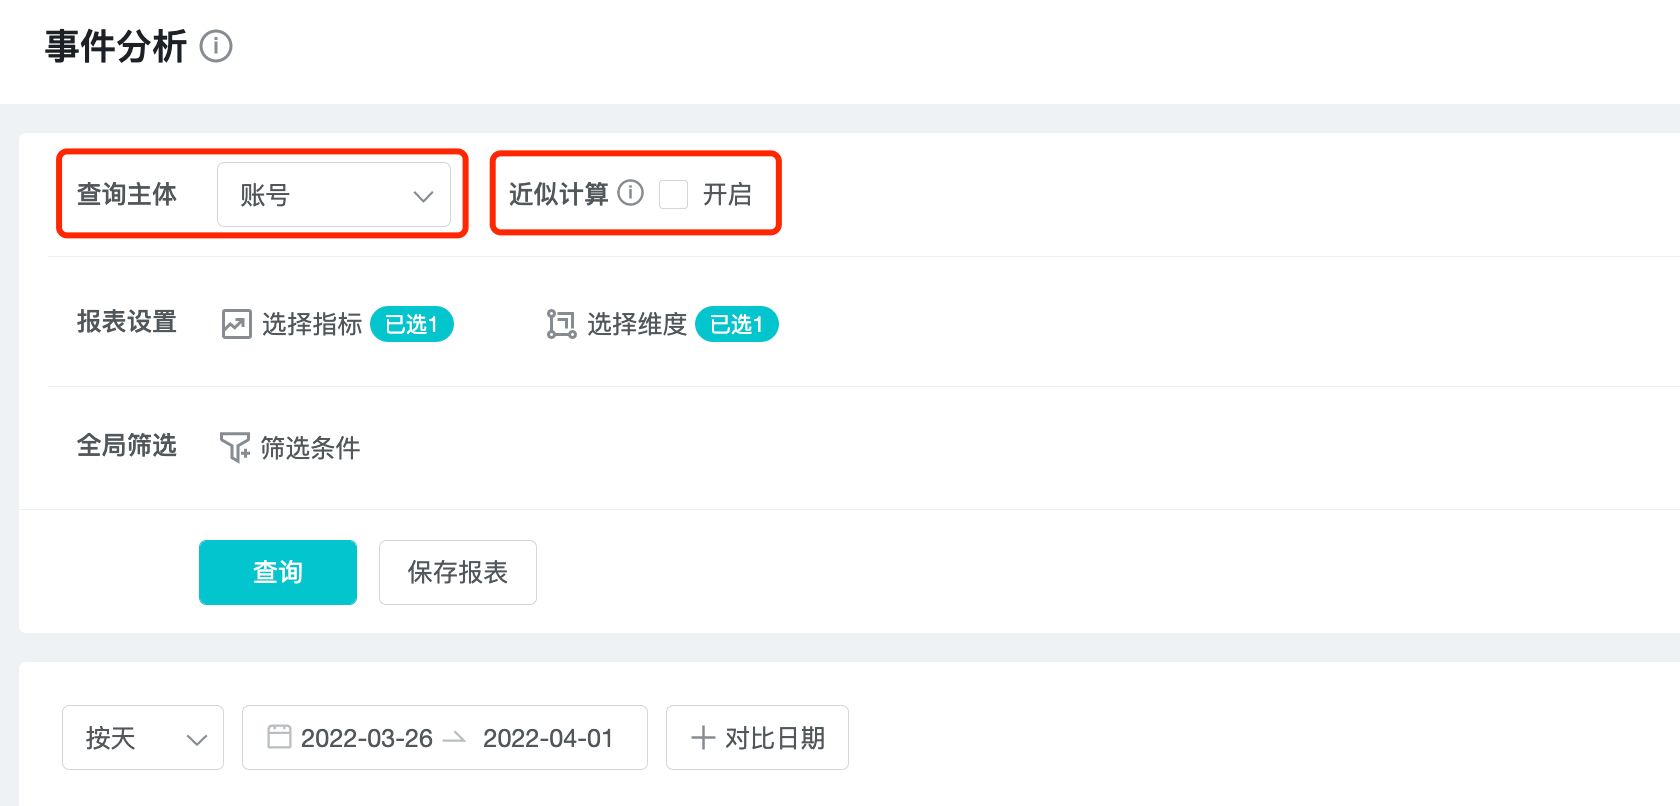 事件分析
查询主体 账号 近似计算 开启
报表设置 选择指标 已选1 选择维度 已选1
全局筛选 筛选条件
查询 保存报表
按天 2022-03-26 2022-04-01 对比日期